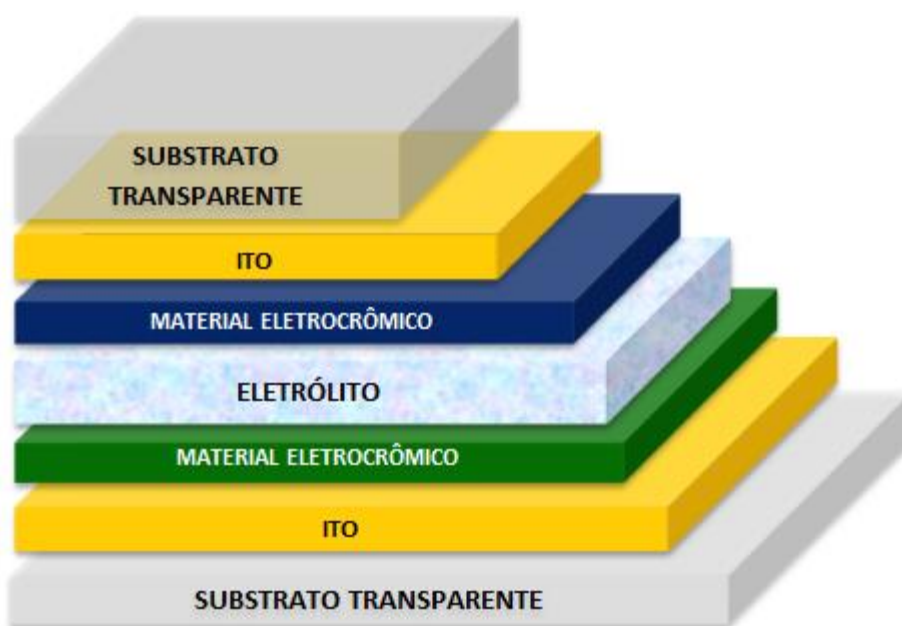 SUBSTRATO
TRANSPARENTE
ITO
MATERIAL ELETROCRÔMICO
ELETRÓLITO
MATERIAL ELETROCRÔMICO
ITO
SUBSTRATO TRANSPARENTE